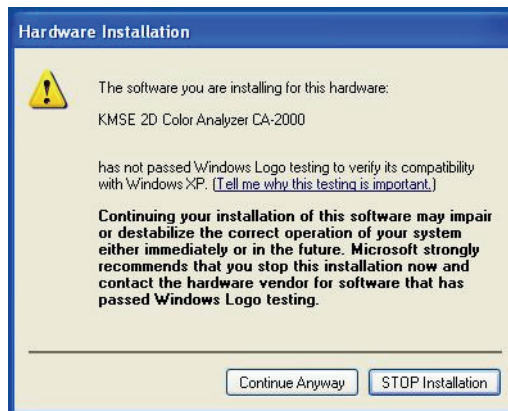 Hardware Installation
The software you are installing for this hardware:
KMSE 2D Color Analyzer CA-2000
has not passed Windows Logo testing to verify its compatibility
with Windows XP. (Tell me why this testing is important.)
Continuing your installation of this software may impair
or destabilize the correct operation of your system
either immediately or in the future. Microsoft strongly
recommends that you stop this installation now and
contact the hardware vendor for software that has
passed Windows Logo testing.
Continue Anyway
STOP Installation